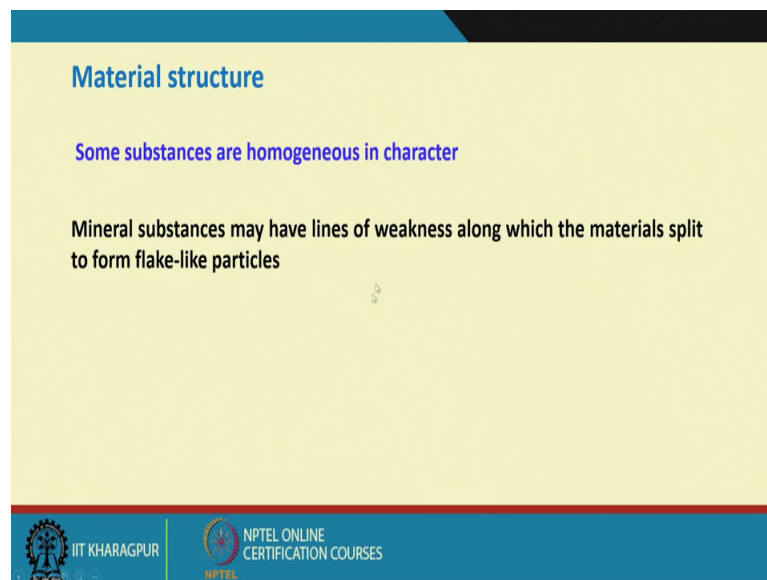 Material structure
Some substances are homogeneous in character
Mineral substances may have lines of weakness along which the materials split
to form flake-like particles
IIT KHARAGPUR
NPTEL ONLINE
CERTIFICATION COURSES
NPTEL